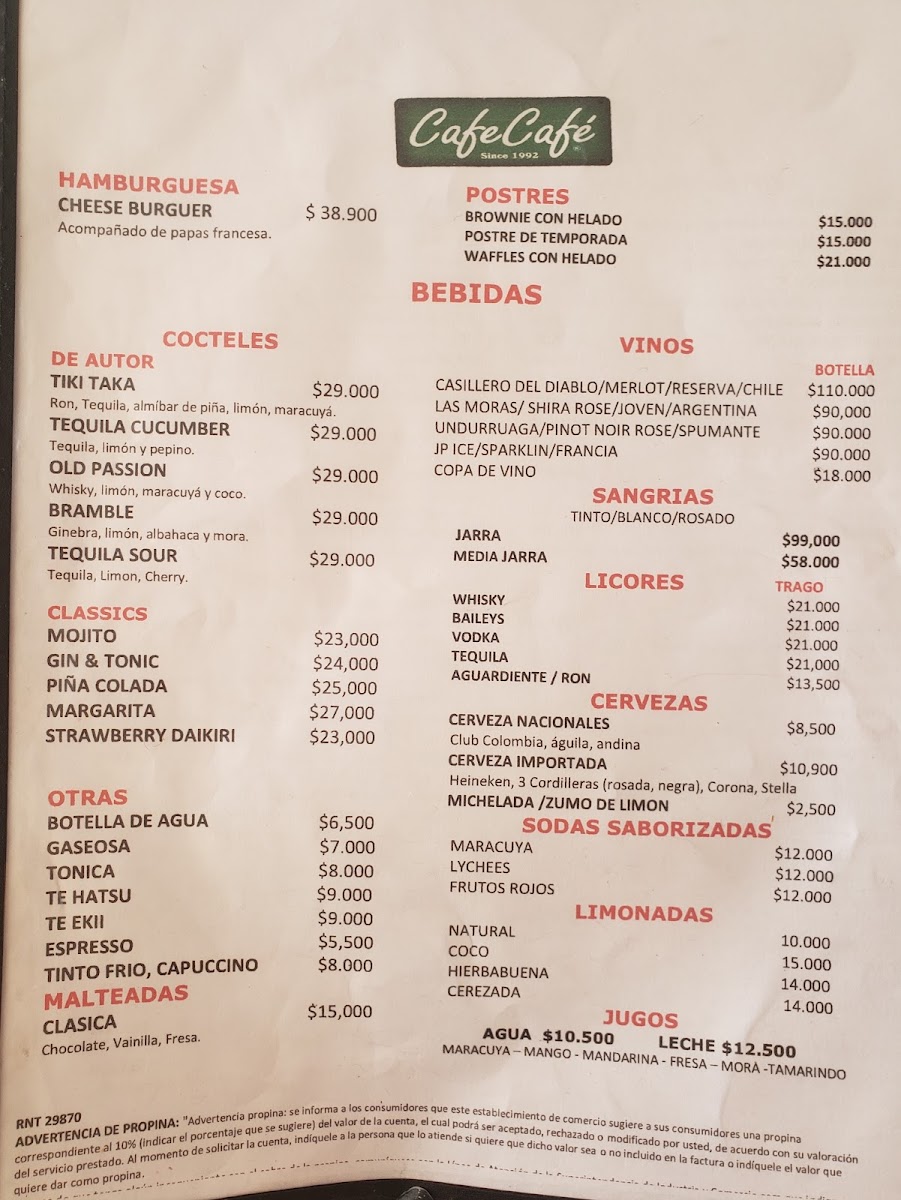 CafeCafé
Since 1992
HAMBURGUESA
CHEESE BURGUER $ 38.900
Acompañado de papas francesa.
POSTRES
BROWNIE CON HELADO $15.000
POSTRE DE TEMPORADA $15.000
WAFFLES CON HELADO $21.000
BEBIDAS
COCTELES
DE AUTOR
TIKI TAKA $29.000
Ron, Tequila, almíbar de piña, limón, maracuyá.
TEQUILA CUCUMBER $29.000
Tequila, limón y pepino.
OLD PASSION $29.000
Whisky, limón, maracuyá y coco.
BRAMBLE $29.000
Ginebra, limón, albahaca y mora.
TEQUILA SOUR $29.000
Tequila, Limon, Cherry.
CLASSICS
MOJITO $23,000
GIN & TONIC $24,000
PIÑA COLADA $25,000
MARGARITA $27,000
STRAWBERRY DAIKIRI $23,000
OTRAS
BOTELLA DE AGUA $6,500
GASEOSA $7.000
TONICA $8.000
TE HATSU $9.000
TE EKII $9.000
ESPRESSO $5,500
TINTO FRIO, CAPUCCINO $8.000
MALTEADAS
CLASICA $15,000
Chocolate, Vainilla, Fresa.
VINOS
BOTELLA
CASILLERO DEL DIABLO/MERLOT/RESERVA/CHILE $110.000
LAS MORAS/ SHIRA ROSE/JOVEN/ARGENTINA $90,000
UNDURRUAGA/PINOT NOIR ROSE/SPUMANTE $90.000
JP ICE/SPARKLIN/FRANCIA $90.000
COPA DE VINO $18.000
SANGRIAS
TINTO/BLANCO/ROSADO
JARRA $99,000
MEDIA JARRA $58.000
LICORES TRAGO
WHISKY $21.000
BAILEYS $21.000
VODKA $21.000
TEQUILA $21,000
AGUARDIENTE / RON $13,500
CERVEZAS
CERVEZA NACIONALES $8,500
Club Colombia, águila, andina
CERVEZA IMPORTADA $10,900
Heineken, 3 Cordilleras (rosada, negra), Corona, Stella
MICHELADA /ZUMO DE LIMON $2,500
SODAS SABORIZADAS
MARACUYA $12.000
LYCHEES $12.000
FRUTOS ROJOS $12.000
LIMONADAS
NATURAL 10.000
COCO 15.000
HIERBABUENA 14.000
CEREZADA 14.000
JUGOS
AGUA $10.500 LECHE $12.500
MARACUYA – MANGO - MANDARINA - FRESA – MORA -TAMARINDO
RNT 29870
ADVERTENCIA DE PROPINA: "Advertencia propina: se informa a los consumidores que este establecimiento de comercio sugiere a sus consumidores una propina
correspondiente al 10% (indicar el porcentaje que se sugiere) del valor de la cuenta, el cual podrá ser aceptado, rechazado o modificado por usted, de acuerdo con su valoración
del servicio prestado. Al momento de solicitar la cuenta, indíquele a la persona que lo atiende si quiere que dicho valor sea o no incluido en la factura o indíquele el valor que
quiere dar como propina.